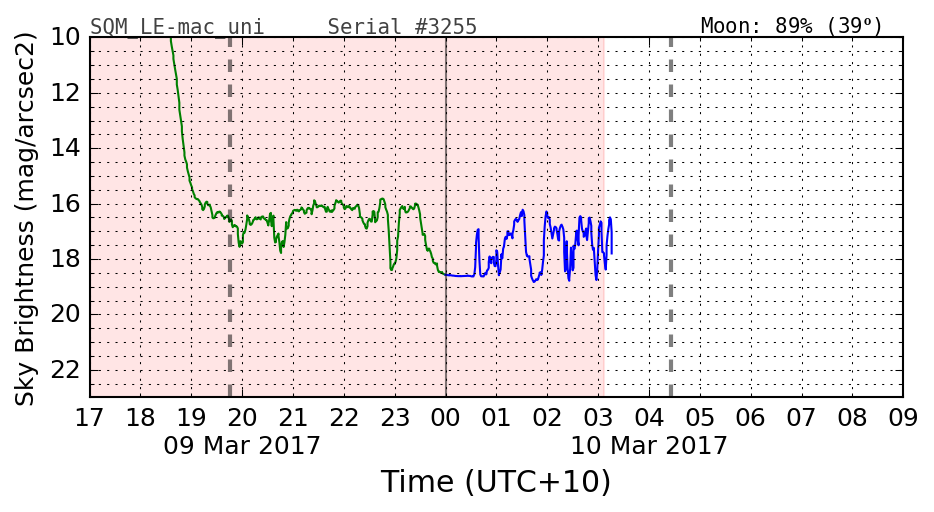 SQM_LE-mac_uni Serial #3255 Moon: 89% (39°)
Sky Brightness (mag/arcsec2)
10
12
14
16
18
20
22
17 18 19 20 21 22 23 00 01 02 03 04 05 06 07 08 09
09 Mar 2017 10 Mar 2017
Time (UTC+10)